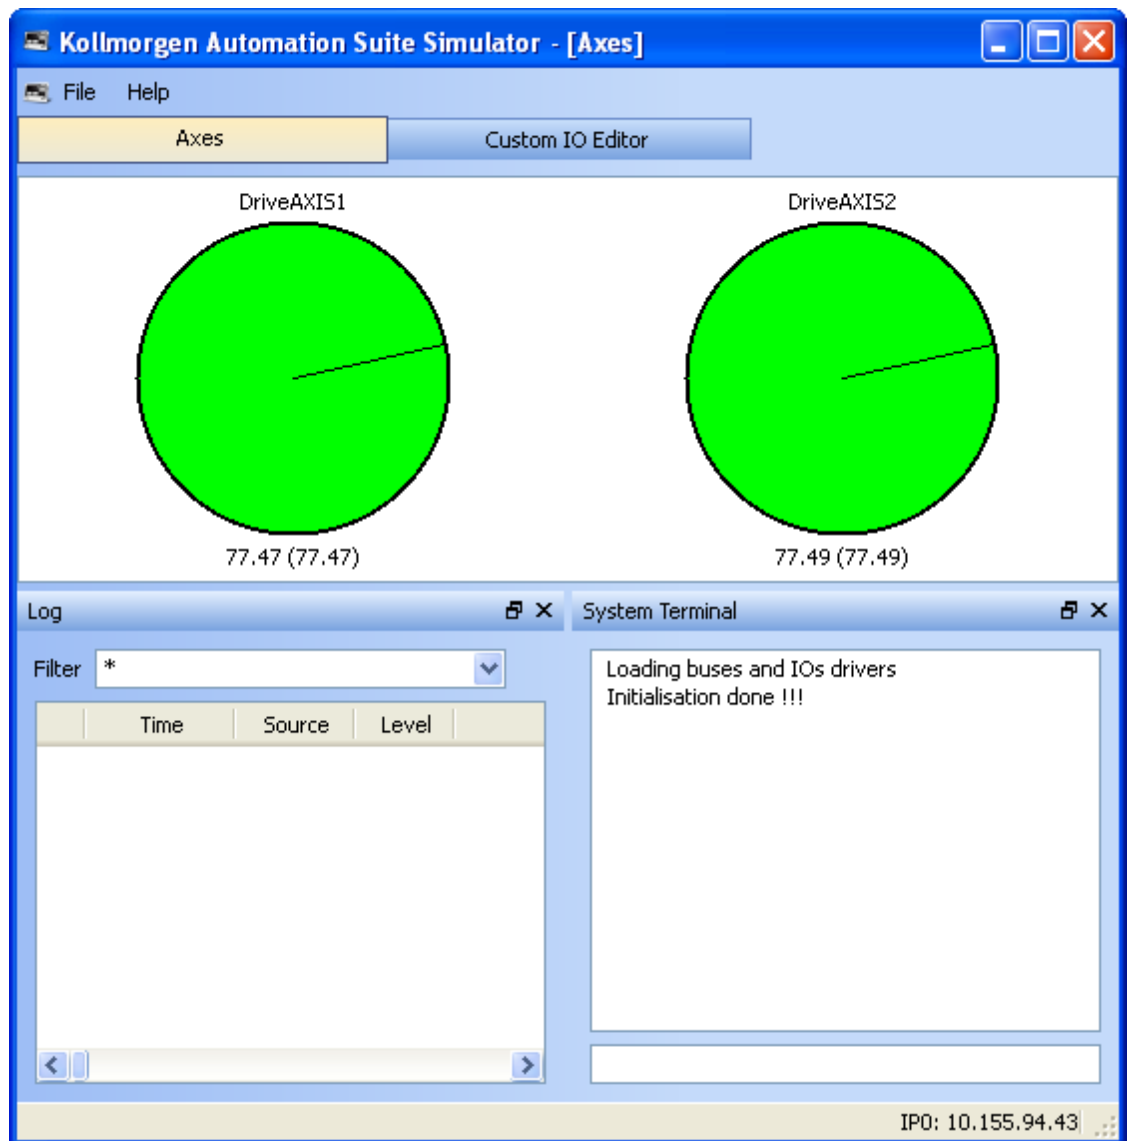 Kollmorgen Automation Suite Simulator - [Axes]
File Help
Axes Custom IO Editor
DriveAXIS1 DriveAXIS2
77.47 (77.47) 77.49 (77.49)
Log System Terminal
Filter *
Time Source Level
Loading buses and IOs drivers
Initialisation done !!!
IP0: 10.155.94.43